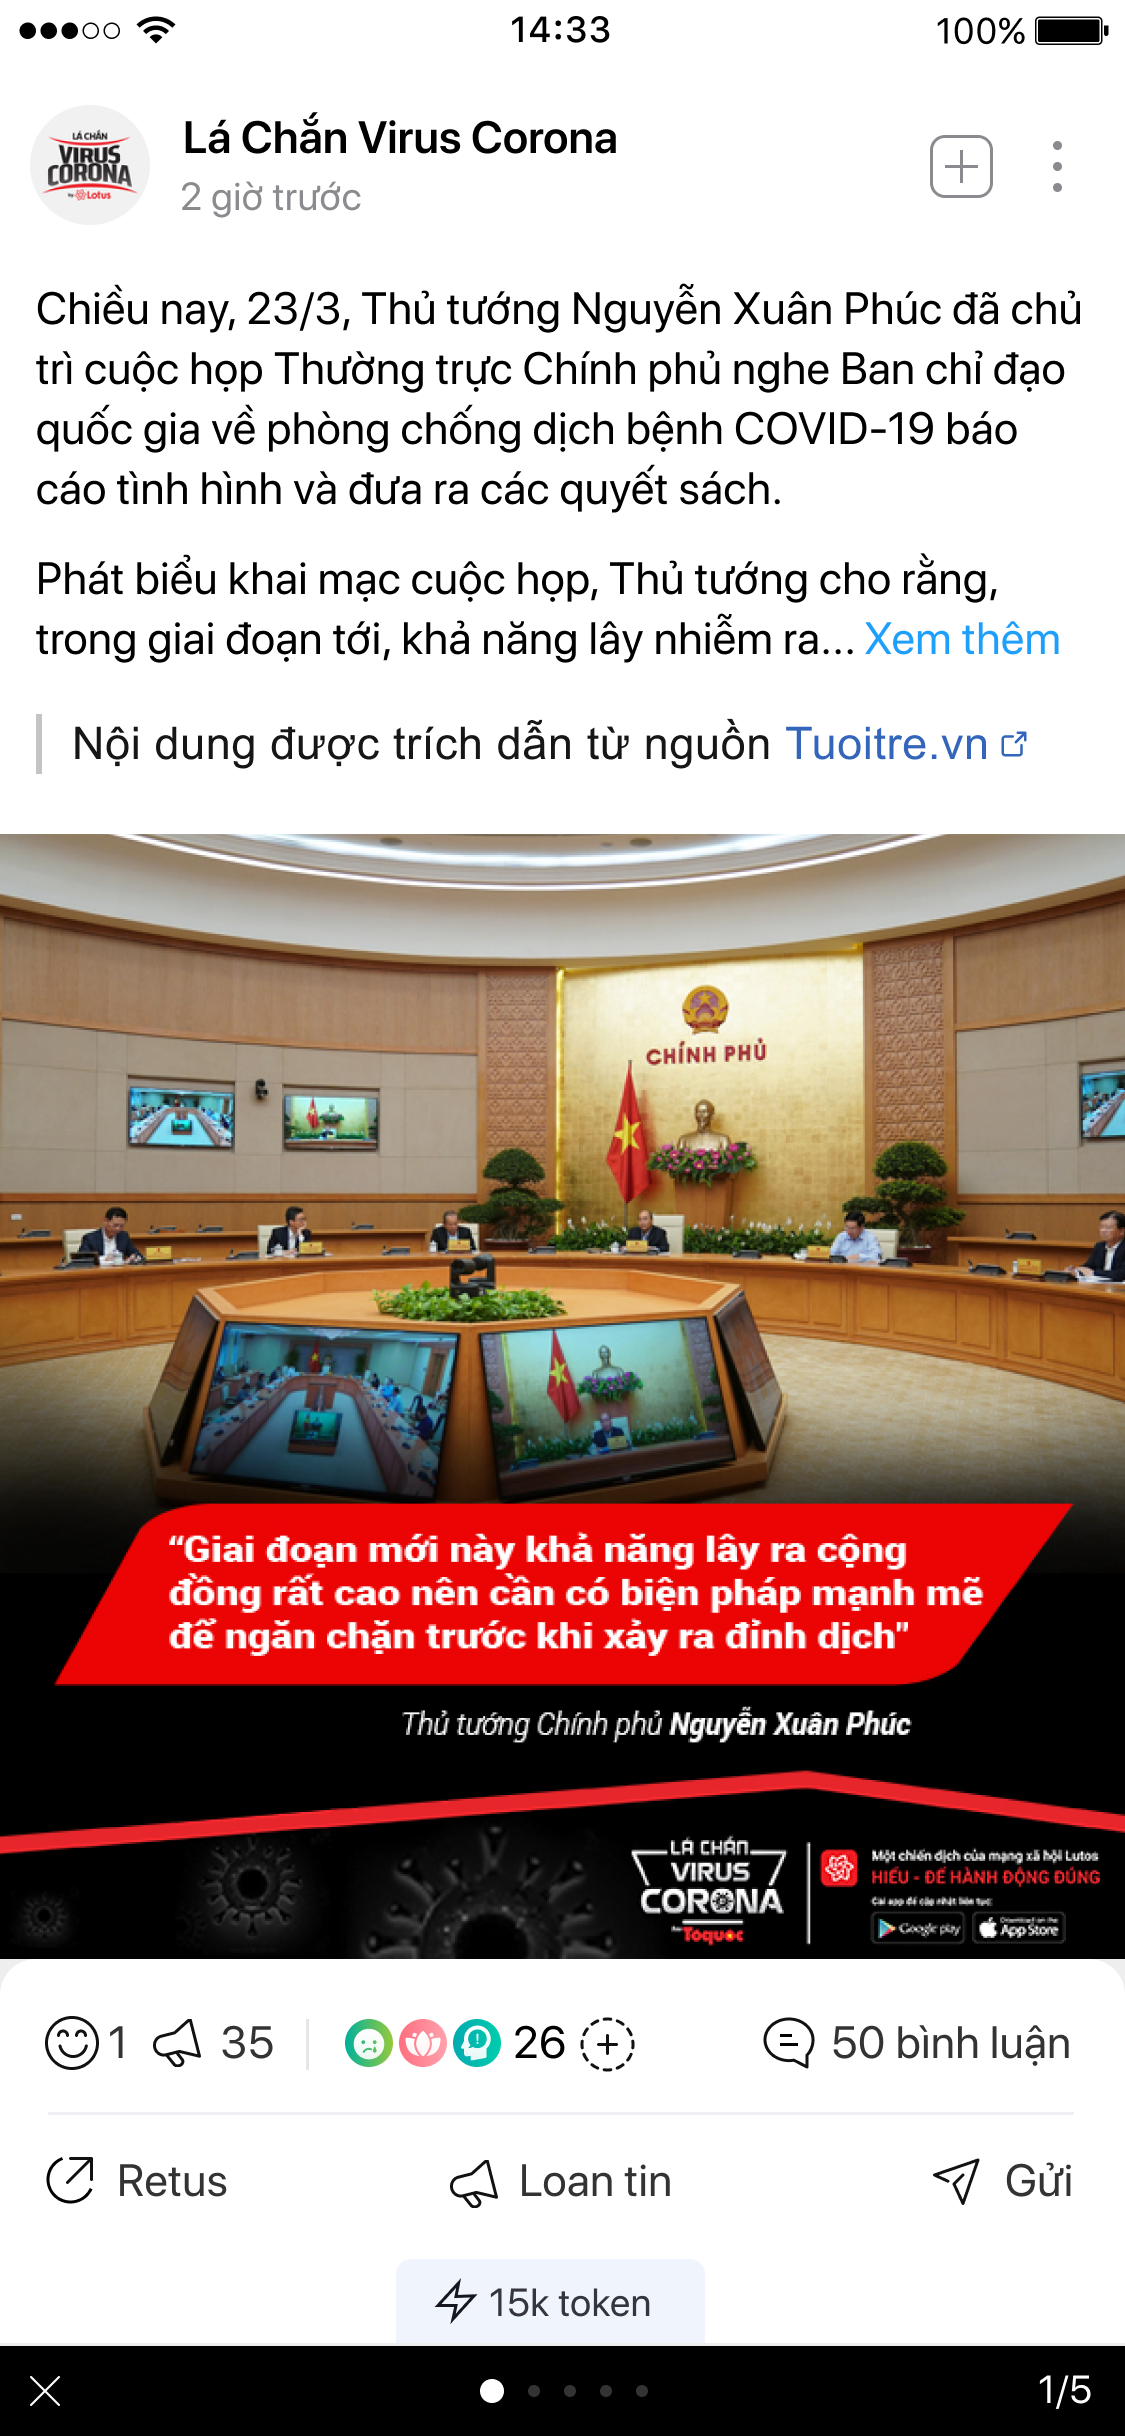 14:33
100%
LÁ CHẮN
VIRUS
CORONA
by Lotus
Lá Chắn Virus Corona
2 giờ trước
Chiều nay, 23/3, Thủ tướng Nguyễn Xuân Phúc đã chủ
trì cuộc họp Thường trực Chính phủ nghe Ban chỉ đạo
quốc gia về phòng chống dịch bệnh COVID-19 báo
cáo tình hình và đưa ra các quyết sách.
Phát biểu khai mạc cuộc họp, Thủ tướng cho rằng,
trong giai đoạn tới, khả năng lây nhiễm ra... Xem thêm
Nội dung được trích dẫn từ nguồn Tuoitre.vn
CHÍNH PHỦ
“Giai đoạn mới này khả năng lây ra cộng
đồng rất cao nên cần có biện pháp mạnh mẽ
để ngăn chặn trước khi xảy ra đỉnh dịch"
Thủ tướng Chính phủ Nguyễn Xuân Phúc
LÁ CHẮN
VIRUS
CORONA
Toquoc
Một chiến dịch của mạng xã hội Lutos
HIỂU - ĐỂ HÀNH ĐỘNG ĐÚNG
Cài app để cập nhật liên tục:
Google play
Download on the
App Store
1
35
26
50 bình luận
Retus
Loan tin
Gửi
15k token
1/5